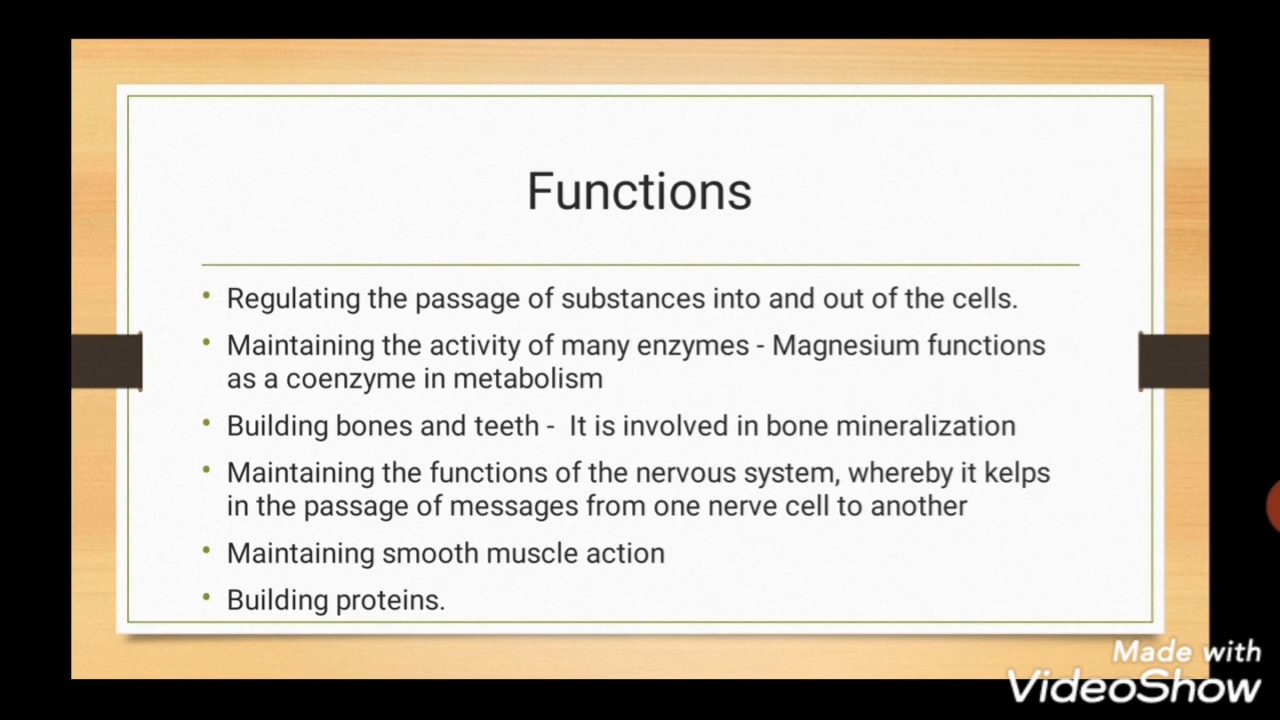 Functions
• Regulating the passage of substances into and out of the cells.
• Maintaining the activity of many enzymes - Magnesium functions
as a coenzyme in metabolism
• Building bones and teeth -  It is involved in bone mineralization
• Maintaining the functions of the nervous system, whereby it kelps
in the passage of messages from one nerve cell to another
• Maintaining smooth muscle action
• Building proteins.
Made with
VideoShow